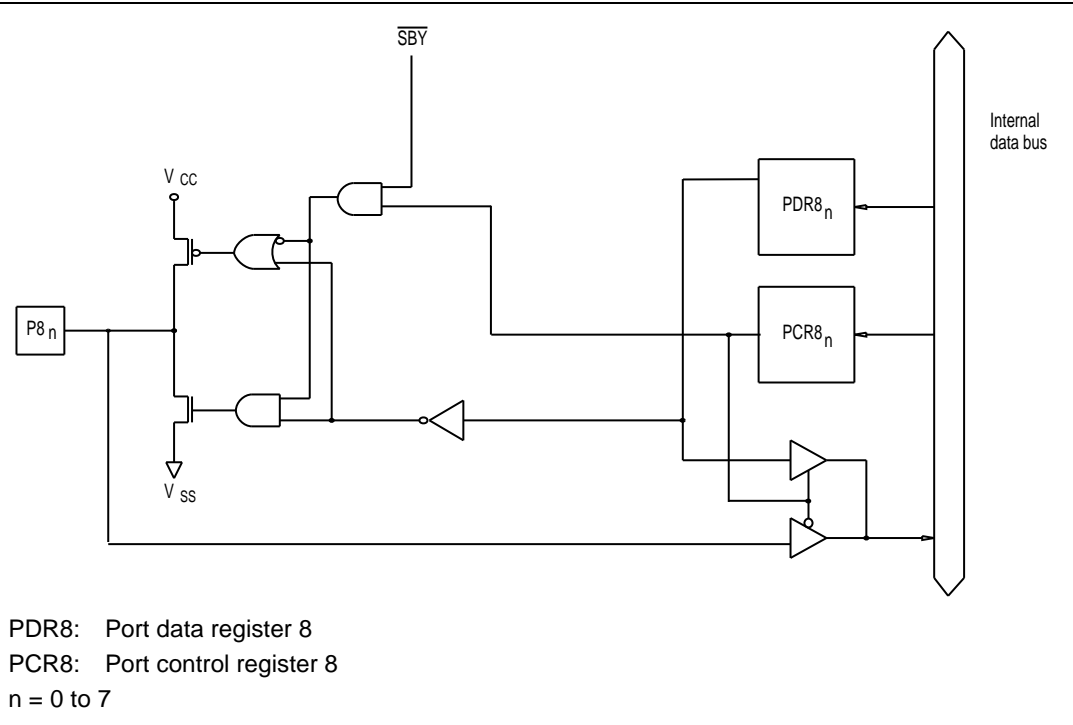 SBY
Internal
data bus
V CC
PDR8n
P8n
PCR8n
V SS
PDR8: Port data register 8
PCR8: Port control register 8
n = 0 to 7